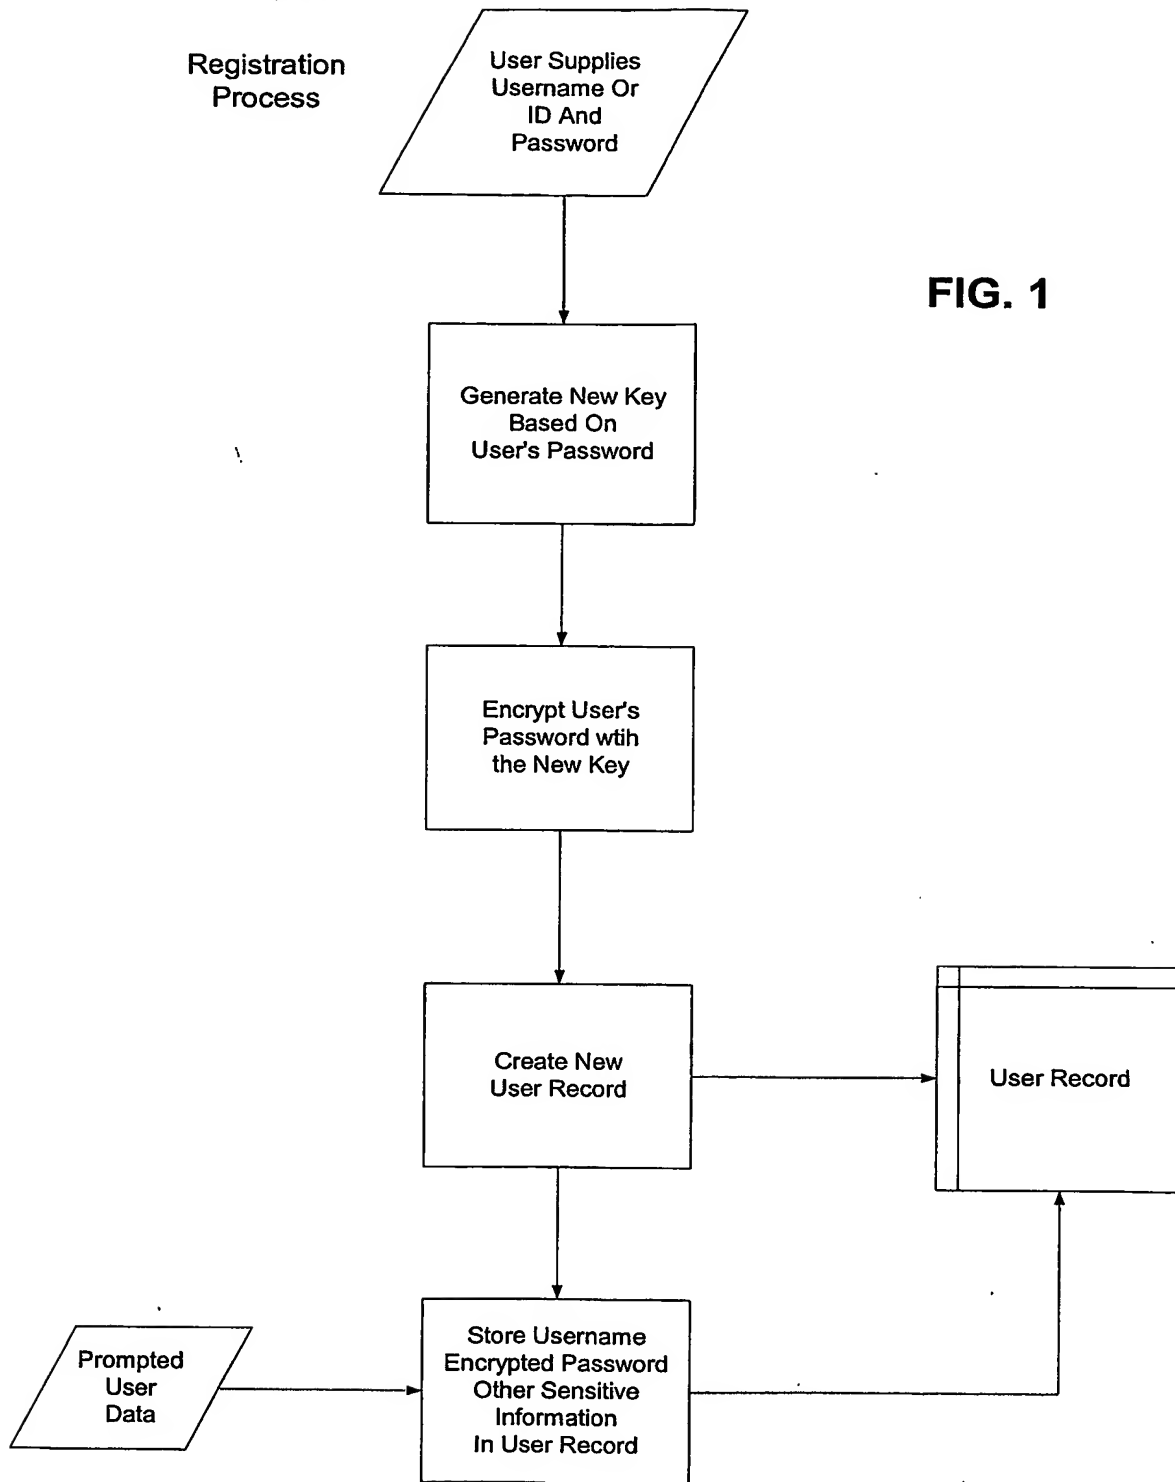 Registration
Process
User Supplies
Username Or
ID And
Password
FIG. 1
Generate New Key
Based On
User's Password
Encrypt User's
Password wtih
the New Key
Create New
User Record
User Record
Prompted
User
Data
Store Username
Encrypted Password
Other Sensitive
Information
In User Record